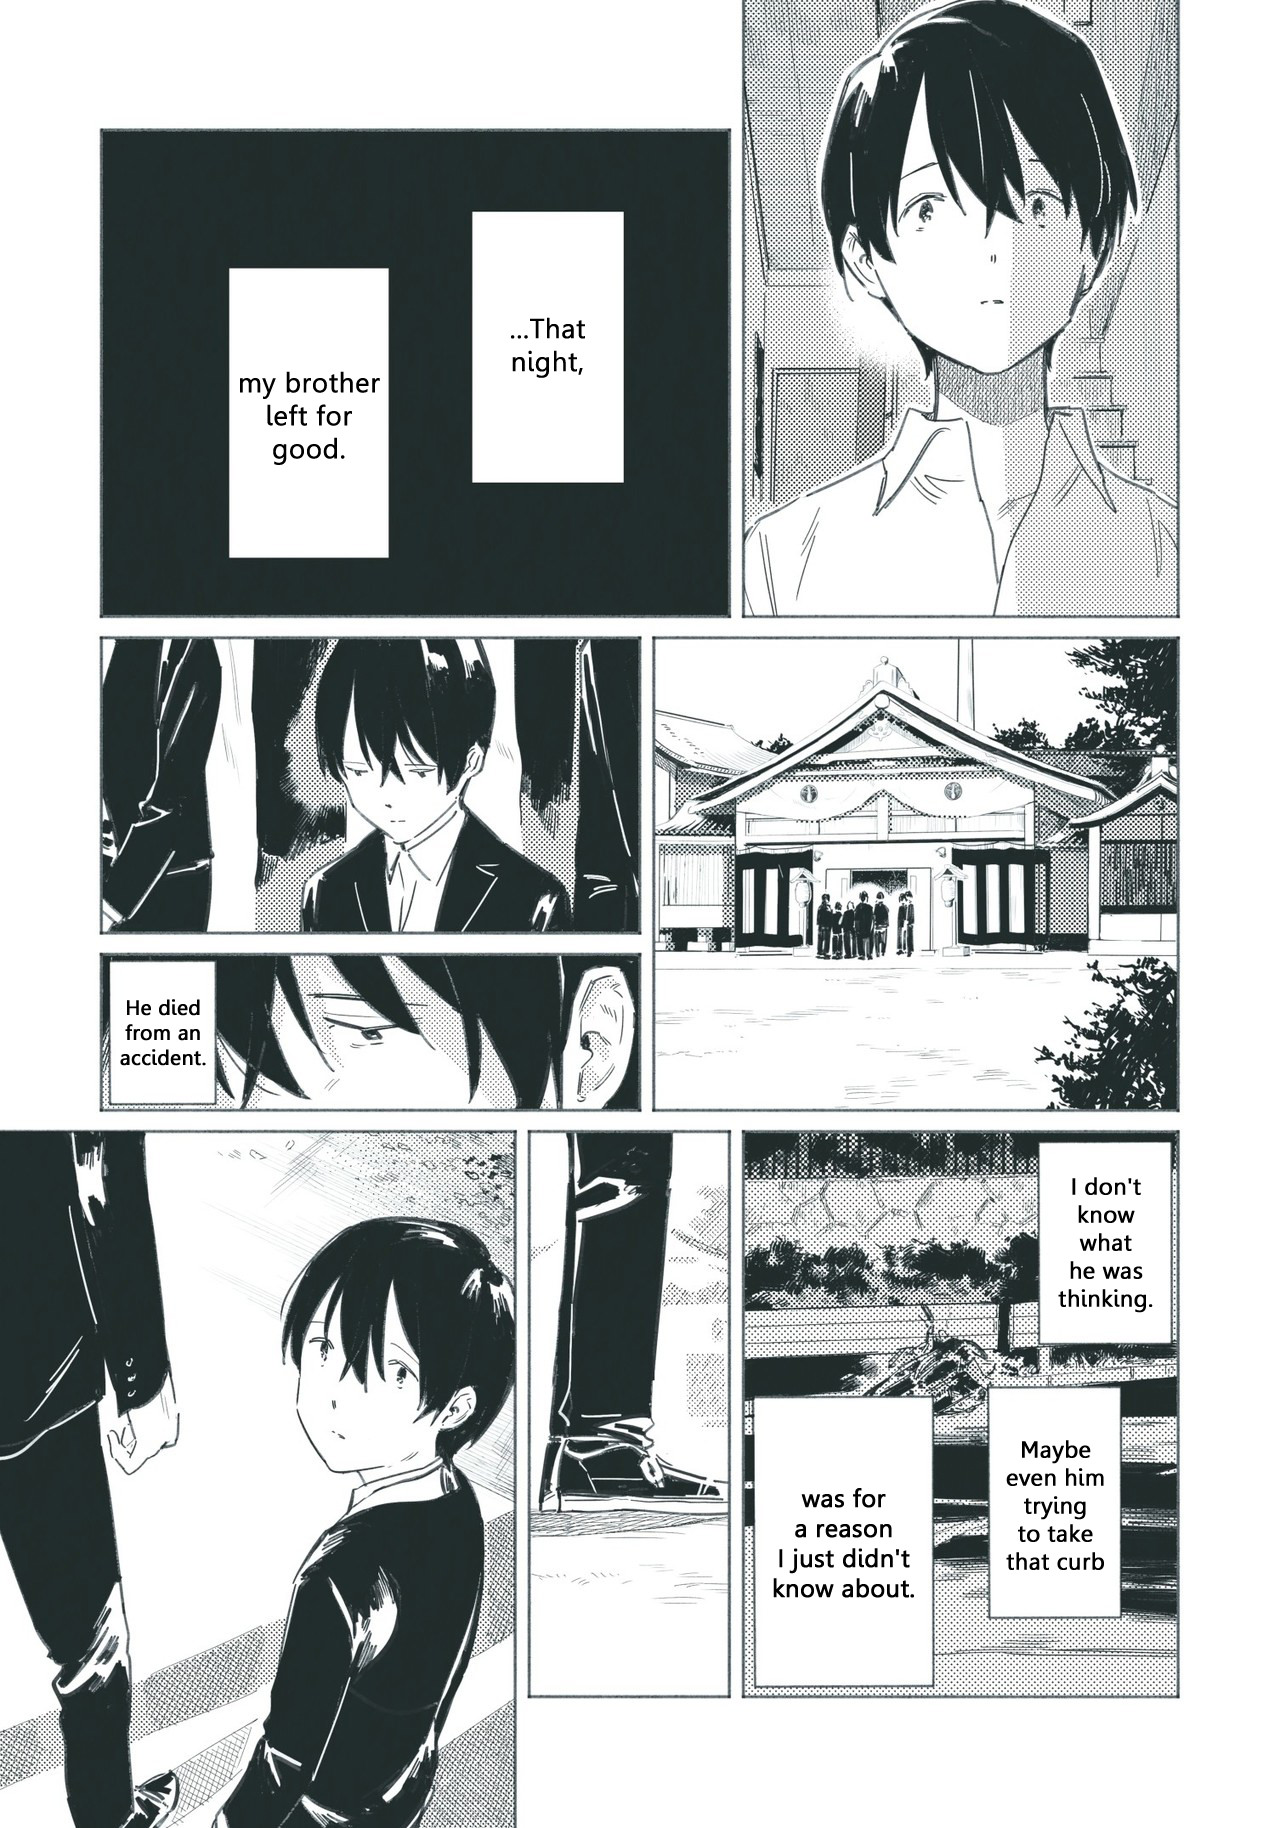 ...That
night,
my brother
left for
good.
He died
from an
accident.
I don't
know
what
he was
thinking.
Maybe
even him
trying
to take
that curb
was for
a reason
I just didn't
know about.